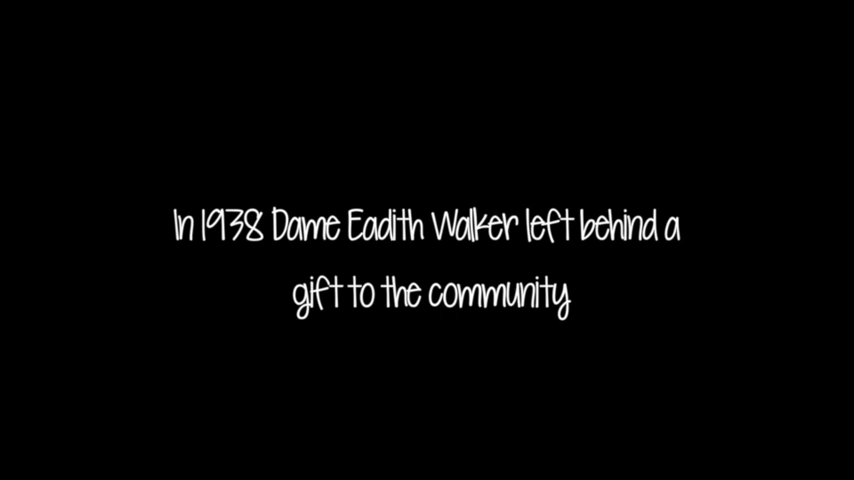 In 1938 Dame Eadith Walker left behind a
gift to the community